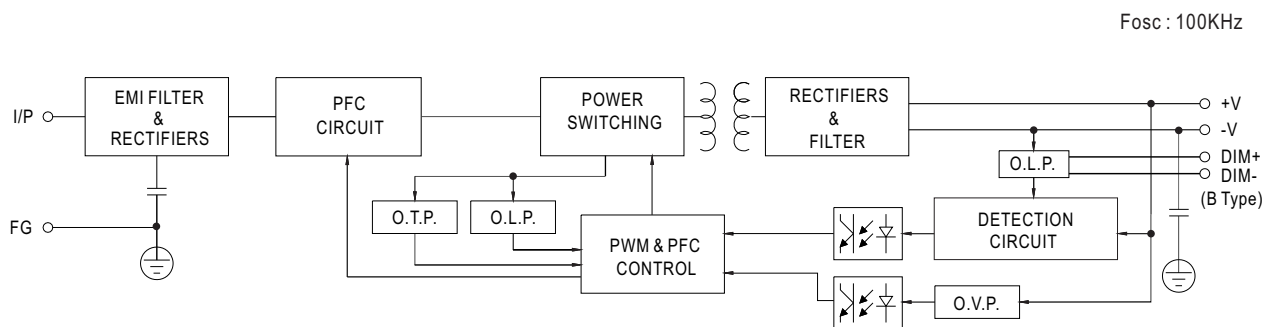 Fosc : 100KHz
I/P
EMI FILTER
&
RECTIFIERS
PFC
CIRCUIT
POWER
SWITCHING
RECTIFIERS
&
FILTER
+V
-V
DIM+
DIM-
(B Type)
O.L.P.
FG
O.T.P.
O.L.P.
PWM & PFC
CONTROL
DETECTION
CIRCUIT
O.V.P.